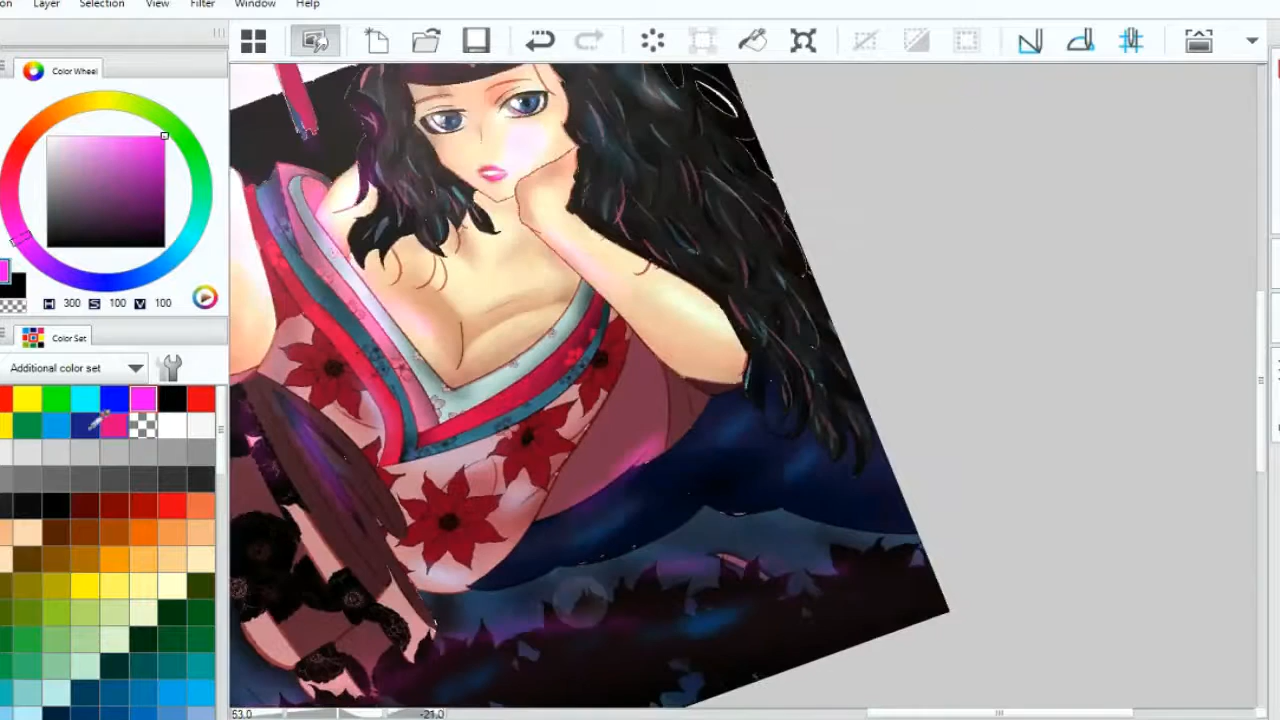 Layer Selection View Filter Window Help
Color Wheel
H 300 S 100 V 100
Color Set
Additional color set
53.0 -21.0